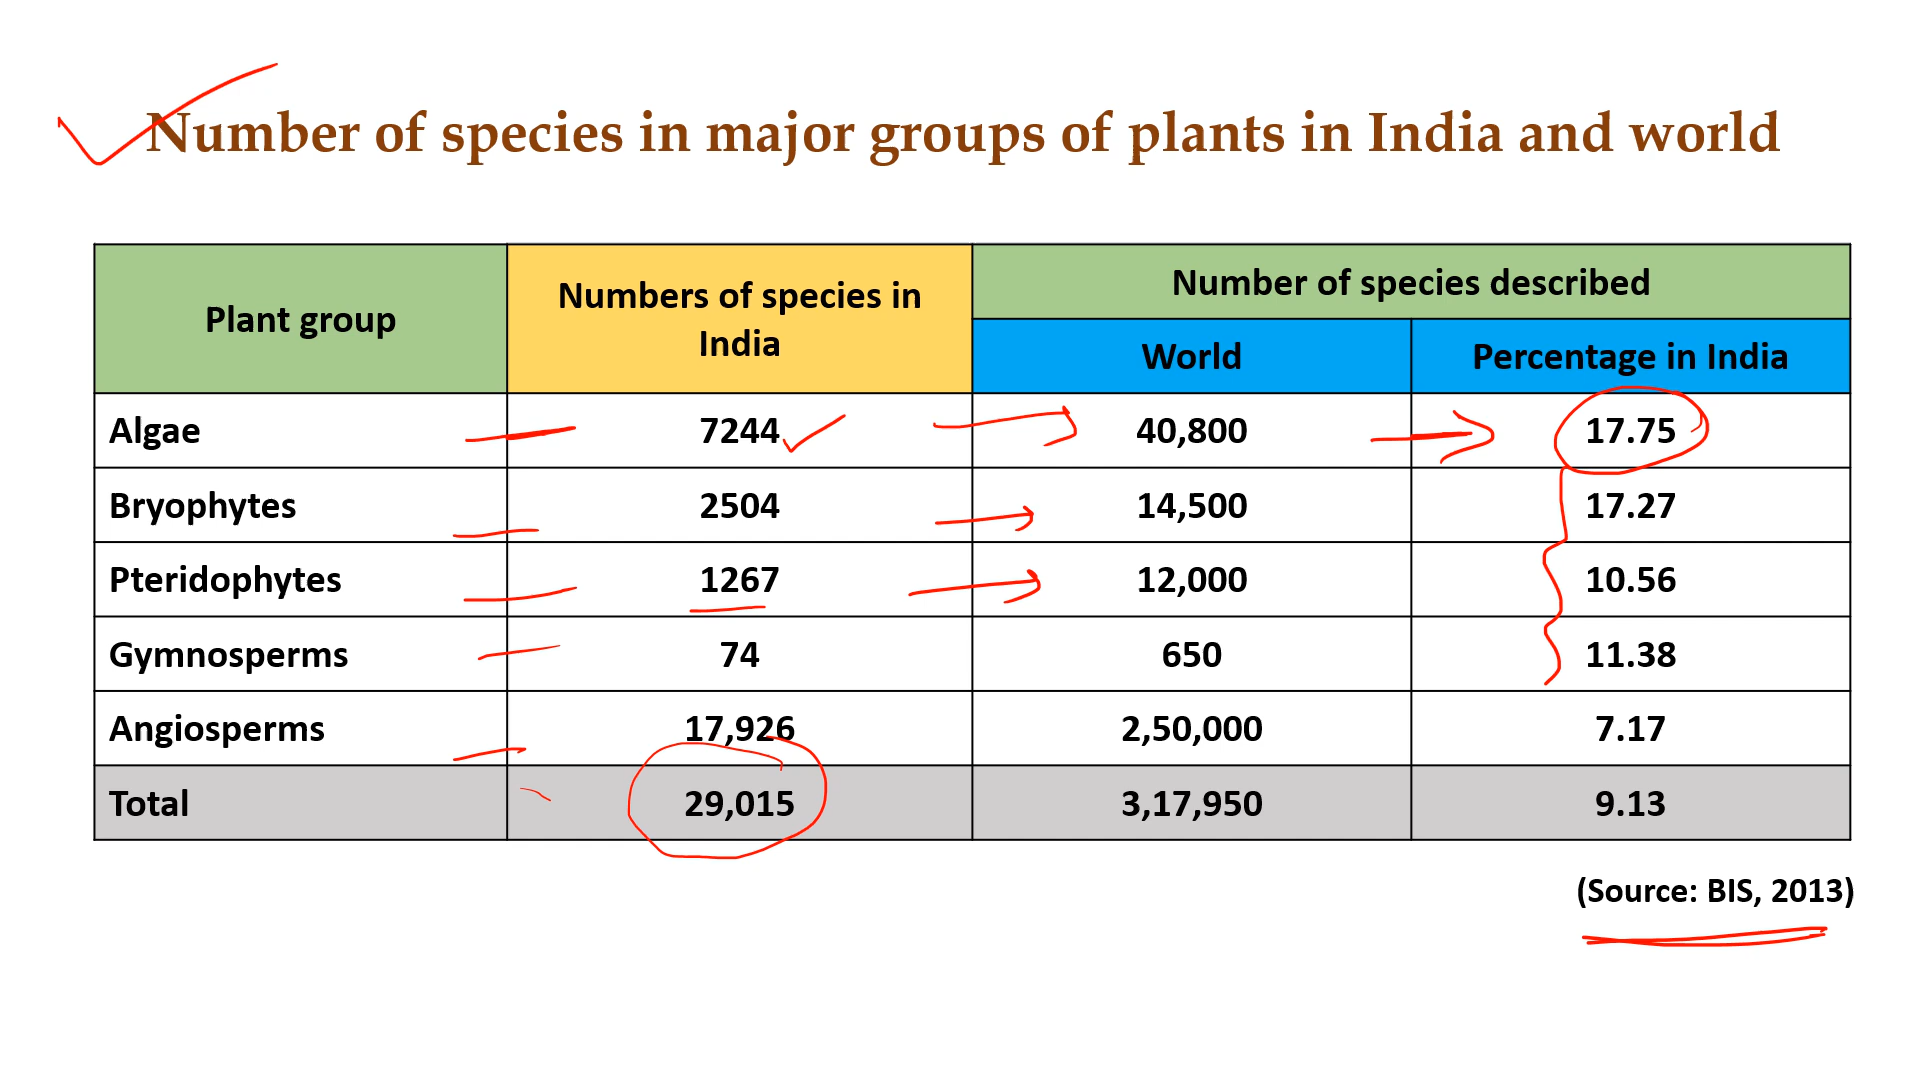 Number of species in major groups of plants in India and world
Plant group
Numbers of species in
India
Number of species described
World Percentage in India
Algae 7244 40,800 17.75
Bryophytes 2504 14,500 17.27
Pteridophytes 1267 12,000 10.56
Gymnosperms 74 650 11.38
Angiosperms 17,926 2,50,000 7.17
Total 29,015 3,17,950 9.13
(Source: BIS, 2013)